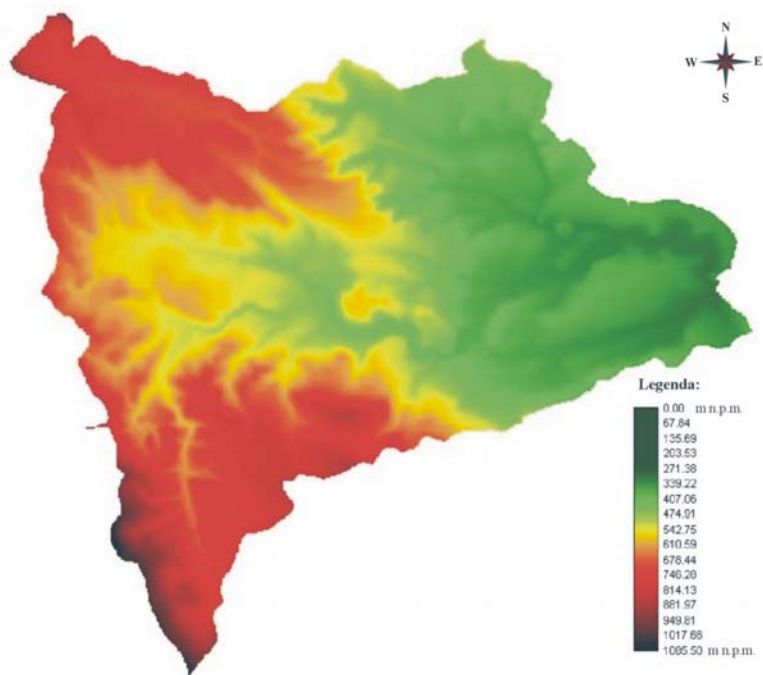 N
W E
S
Legenda:
0.00 m n.p.m.
67.84
135.69
203.53
271.38
339.22
407.06
474.91
542.75
610.59
678.44
746.28
814.13
881.97
949.81
1017.66
1085.50 m n.p.m.